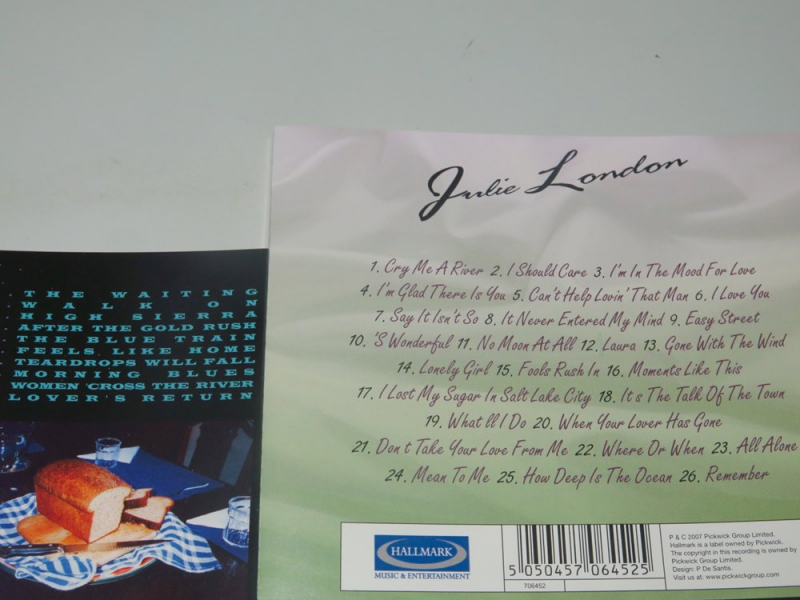 Julie London
1. Cry Me A River 2. I Should Care 3. I'm In The Mood For Love
4. I'm Glad There Is You 5. Can't Help Lovin' That Man 6. I Love You
7. Say It Isn't So 8. It Never Entered My Mind 9. Easy Street
10. 'S Wonderful 11. No Moon At All 12. Laura 13. Gone With The Wind
14. Lonely Girl 15. Fools Rush In 16. Moments Like This
17. I Lost My Sugar In Salt Lake City 18. It s The Talk Of The Town
19. What ll I Do 20. When Your Lover Has Gone
21. Don t Take Your Love From Me 22. Where Or When 23. All Alone
24. Mean To Me 25. How Deep Is The Ocean 26. Remember
HALLMARK
MUSIC & ENTERTAINMENT
5 050457 064525
706452
P & C 2007 Pickwick Group Limited.
Hallmark is a label owned by Pickwick.
The copyright in this recording is owned by
Pickwick Group Limited.
Design: P De Santis.
Visit us at: www.pickwickgroup.com
THE WAITING
WALK ON
HIGH SIERRA
AFTER THE GOLD RUSH
THE BLUE TRAIN
FEELS LIKE HOME
TEARDROPS WILL FALL
MORNING BLUES
WOMEN 'CROSS THE RIVER
LOVER'S RETURN